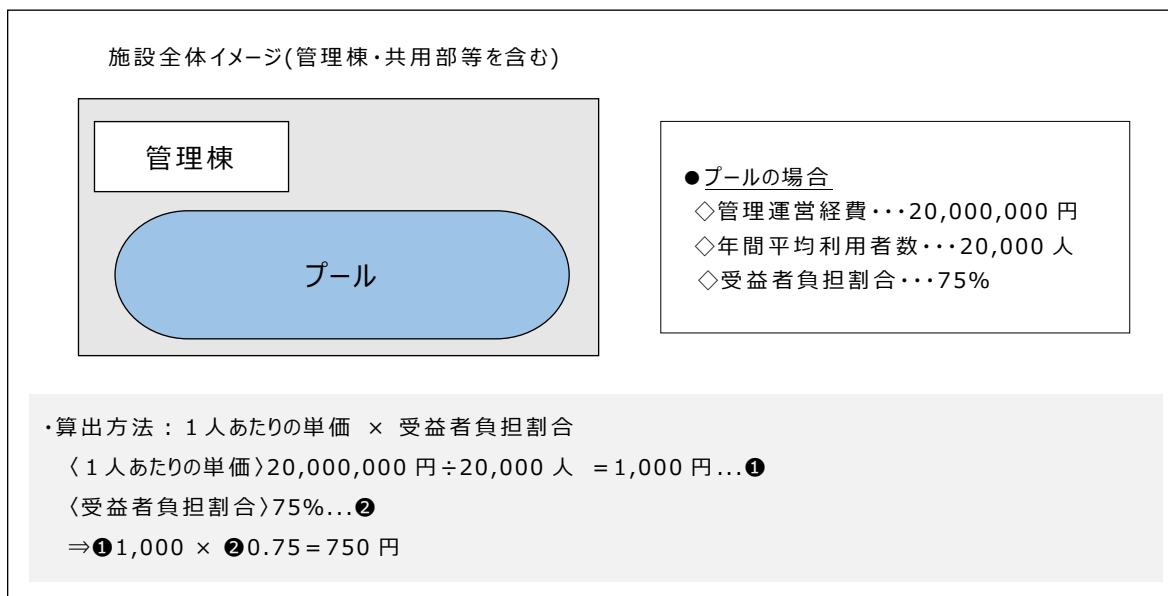 施設全体イメージ(管理棟・共用部等を含む)
管理棟
プール
●プールの場合
◇管理運営経費・・・20,000,000 円
◇年間平均利用者数・・・20,000 人
◇受益者負担割合・・・75%
・算出方法：１人あたりの単価 × 受益者負担割合
〈１人あたりの単価〉20,000,000 円÷20,000 人 ＝1,000 円...❶
〈受益者負担割合〉75%...❷
⇒❶1,000 × ❷0.75＝750 円